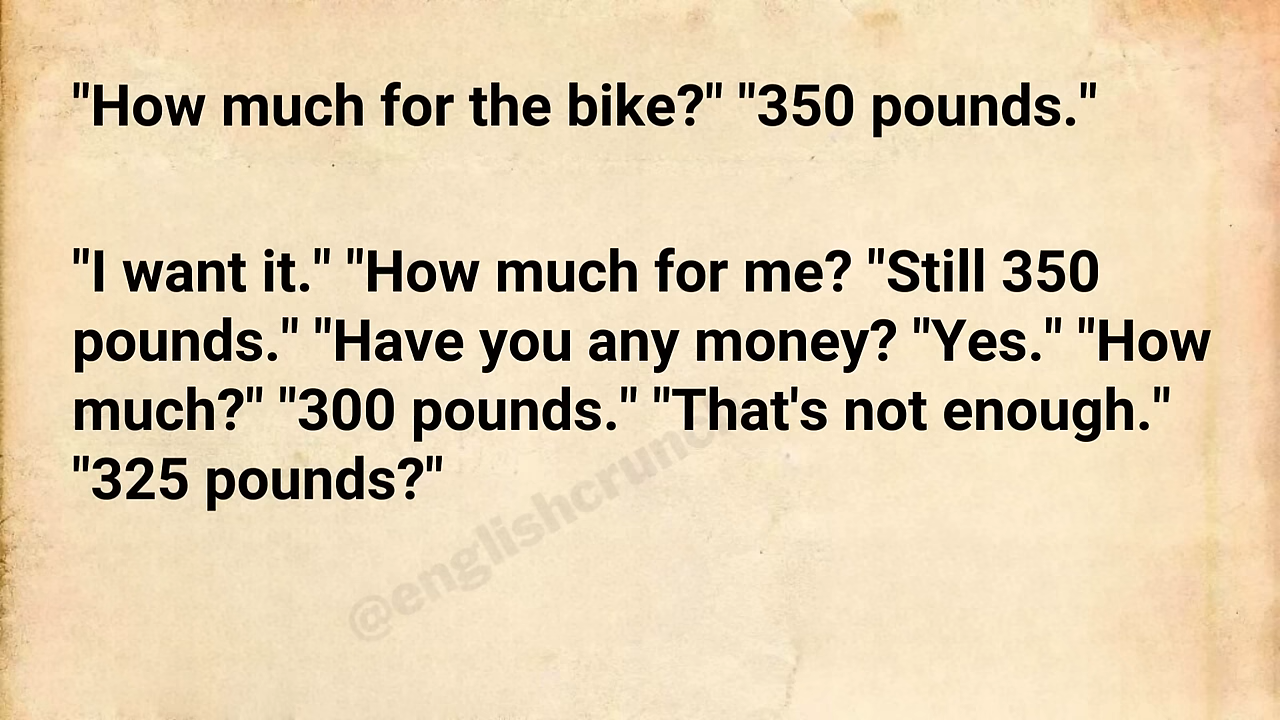 "How much for the bike?" "350 pounds."
"I want it." "How much for me? "Still 350
pounds." "Have you any money? "Yes." "How
much?" "300 pounds." "That's not enough."
"325 pounds?"